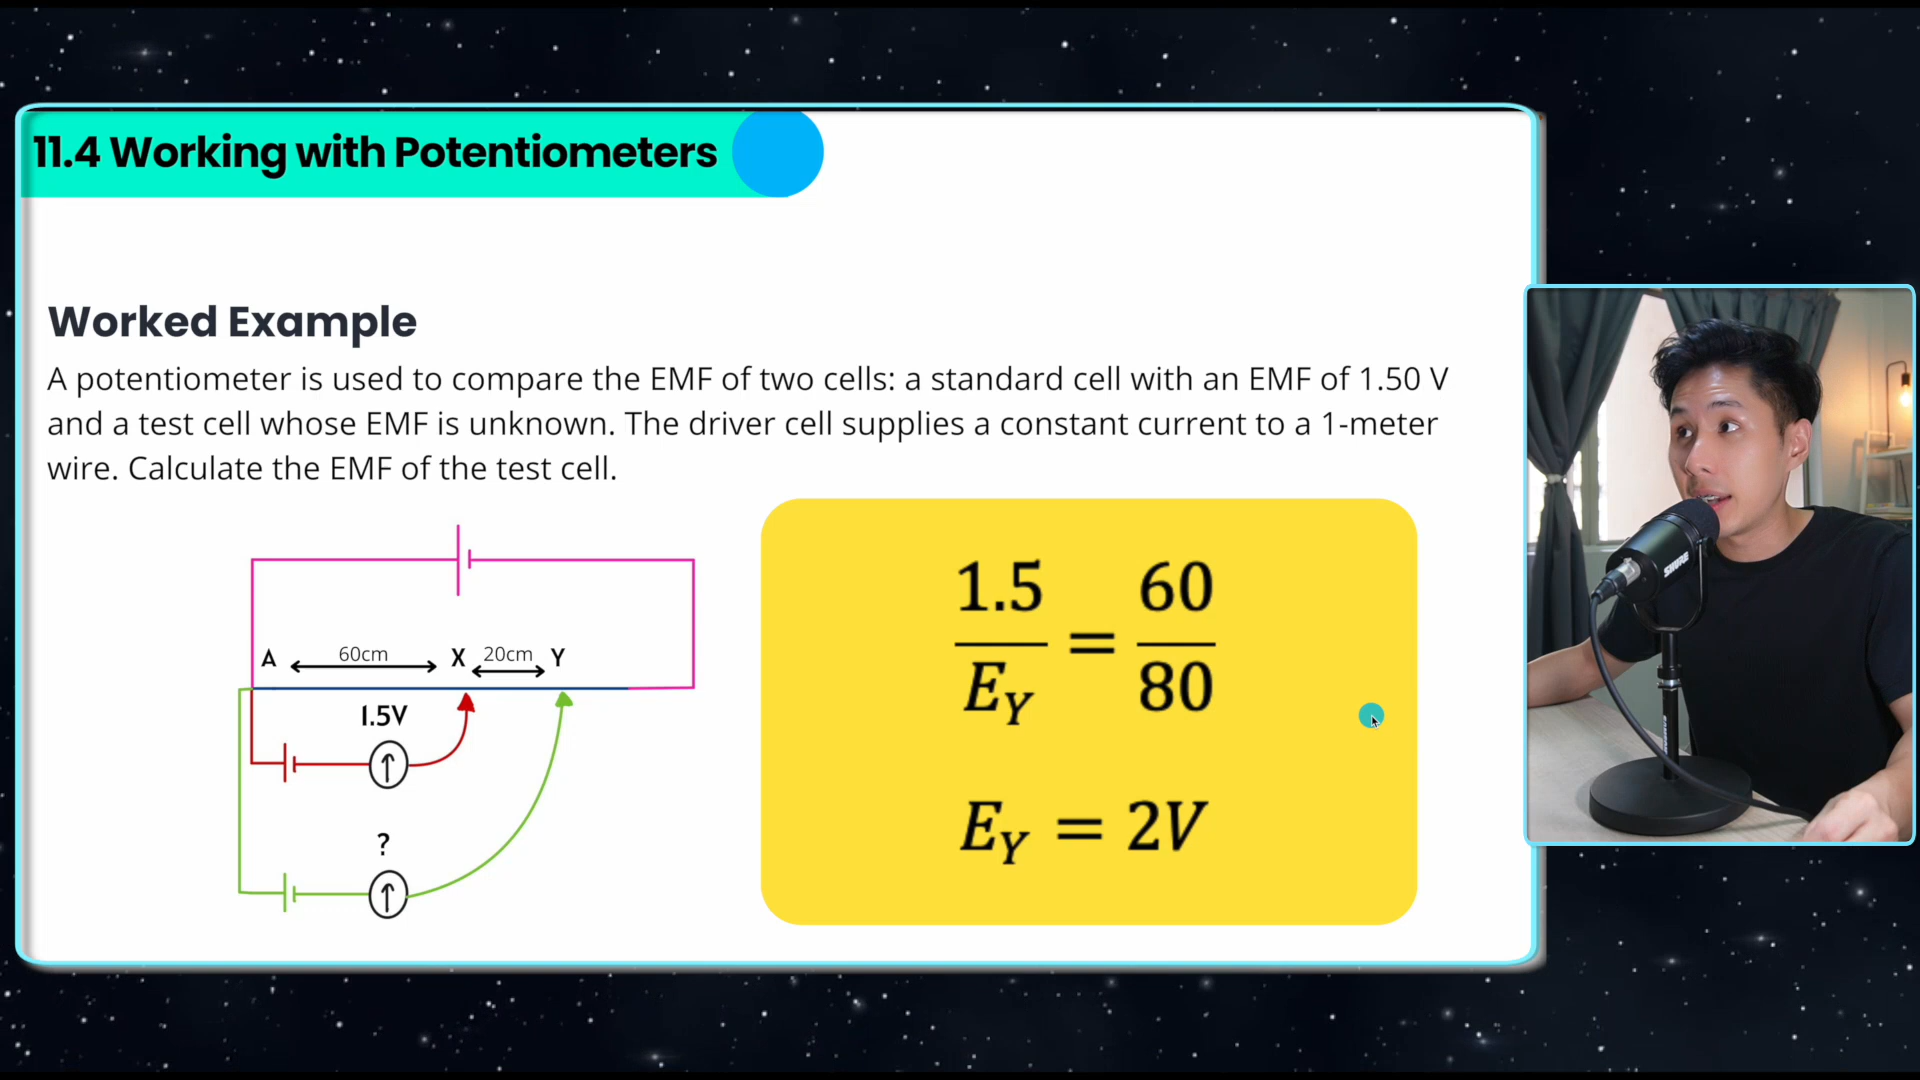 11.4 Working with Potentiometers
Worked Example
A potentiometer is used to compare the EMF of two cells: a standard cell with an EMF of 1.50 V
and a test cell whose EMF is unknown. The driver cell supplies a constant current to a 1-meter
wire. Calculate the EMF of the test cell.
A 60cm X 20cm Y
1.5V
?
1.5 / E_Y = 60 / 80
E_Y = 2V
SHURE